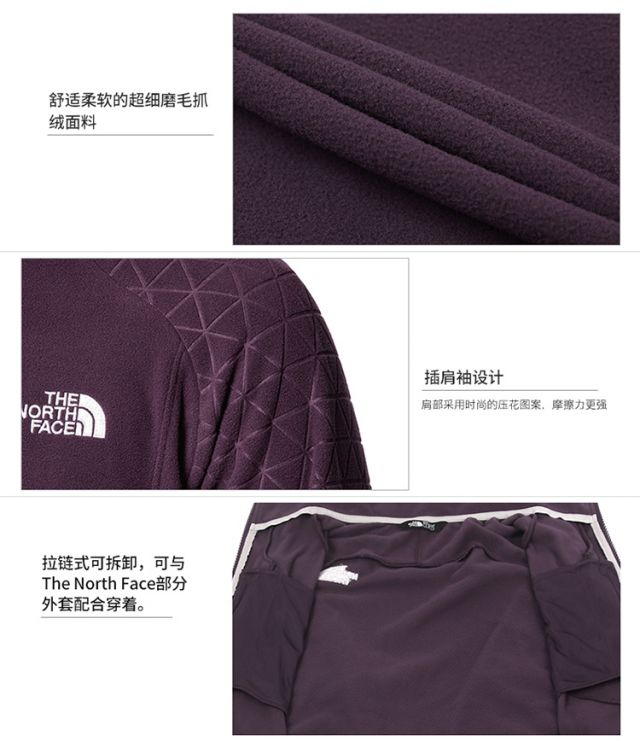 舒适柔软的超细磨毛抓
绒面料
THE
NORTH
FACE
插肩袖设计
肩部采用时尚的压花图案，摩擦力更强
拉链式可拆卸，可与
The North Face部分
外套配合穿着。